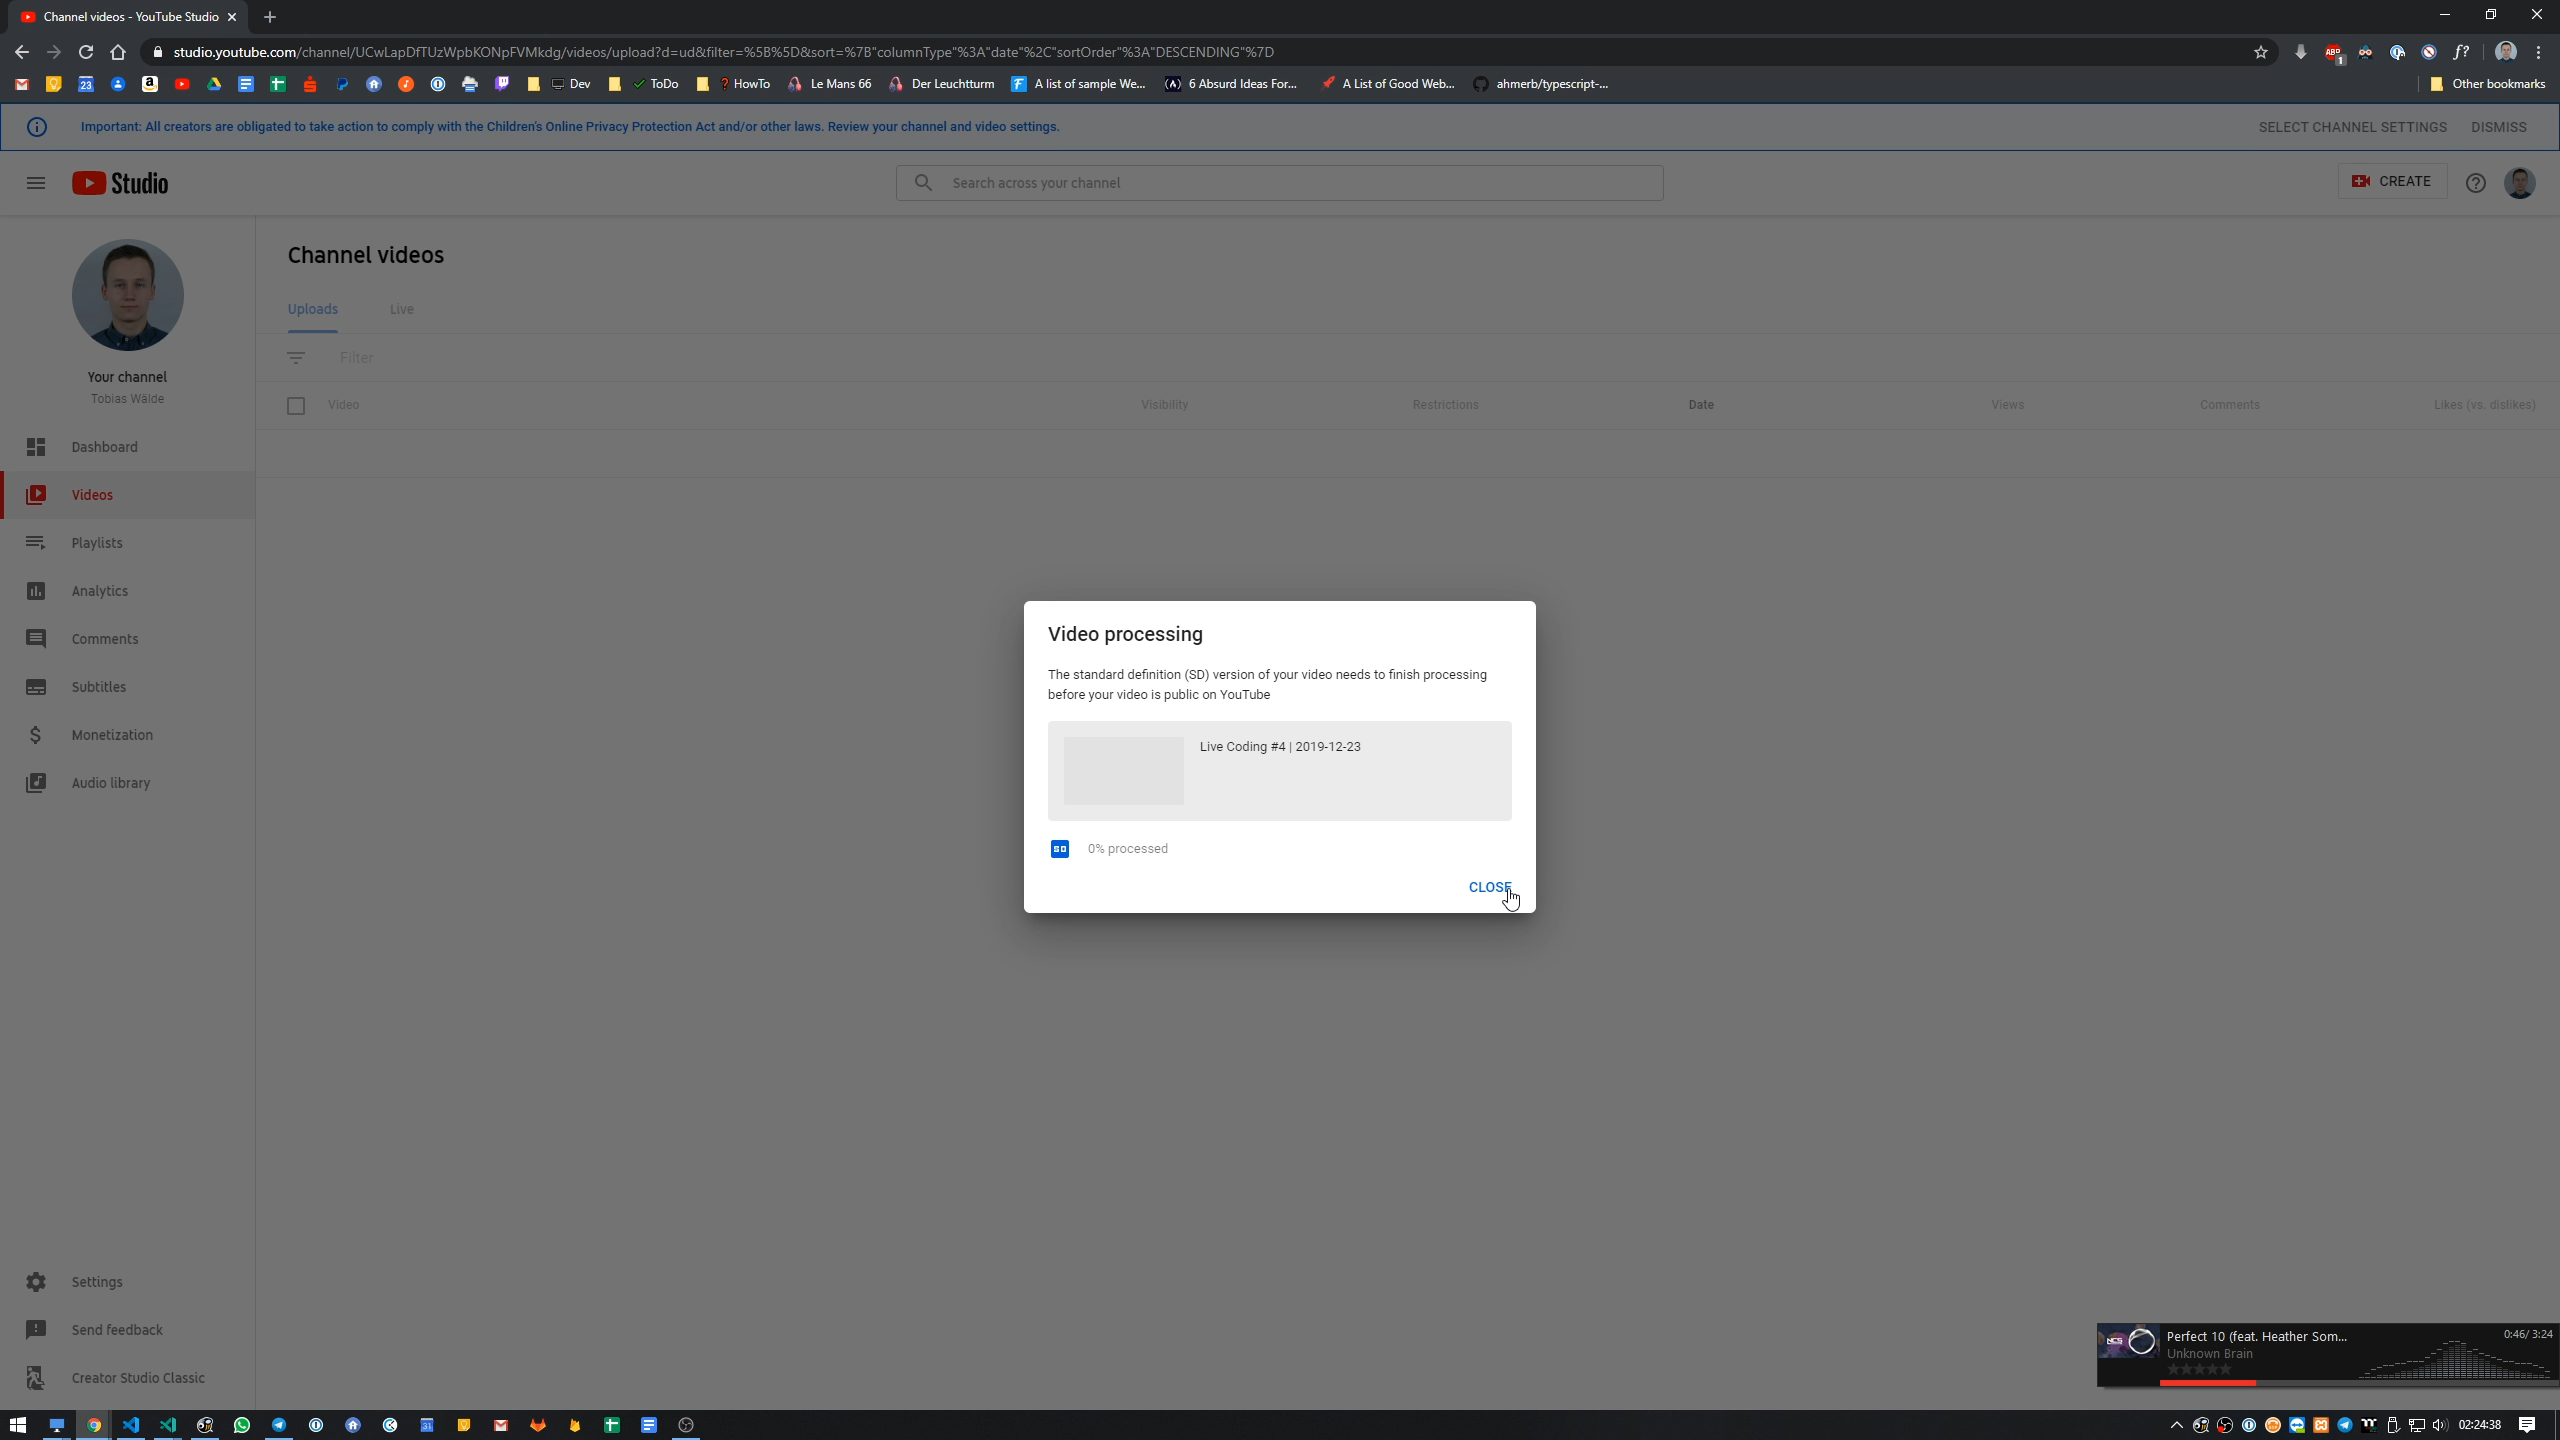 Channel videos - YouTube Studio
studio.youtube.com/channel/UCwLapDfTUzWpbKONpFVMkdg/videos/upload?d=ud&filter=%5B%5D&sort=%7B"columnType"%3A"date"%2C"sortOrder"%3A"DESCENDING"%7D
Dev ToDo HowTo Le Mans 66 Der Leuchtturm A list of sample We... 6 Absurd Ideas For... A List of Good Web... ahmerb/typescript-... Other bookmarks
Important: All creators are obligated to take action to comply with the Children's Online Privacy Protection Act and/or other laws. Review your channel and video settings. SELECT CHANNEL SETTINGS DISMISS
Studio Search across your channel CREATE
Channel videos
Uploads Live
Filter
Your channel
Tobias Wälde
Video Visibility Restrictions Date Views Comments Likes (vs. dislikes)
Dashboard
Videos
Playlists
Analytics
Comments
Subtitles
Monetization
Audio library
Video processing
The standard definition (SD) version of your video needs to finish processing
before your video is public on YouTube
Live Coding #4 | 2019-12-23
SD 0% processed
CLOSE
Settings
Send feedback
Creator Studio Classic
NCS Perfect 10 (feat. Heather Som... 0:46/ 3:24
Unknown Brain
02:24:38